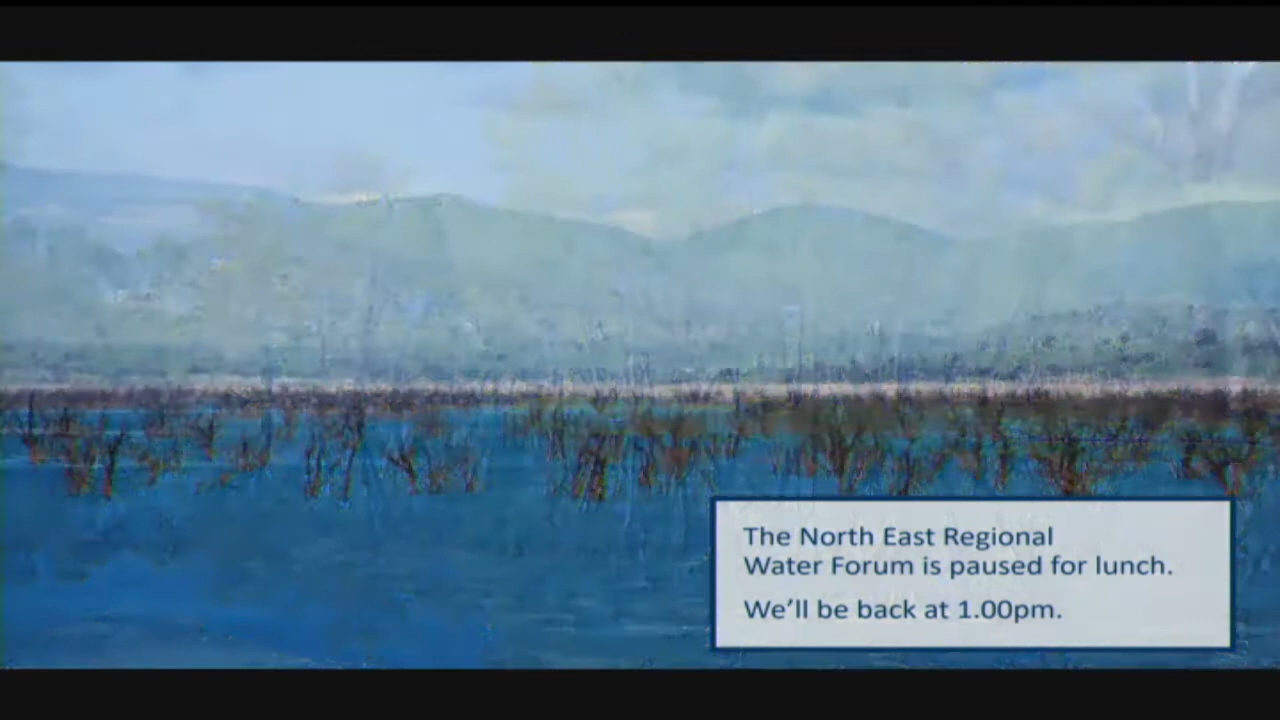 The North East Regional
Water Forum is paused for lunch.
We'll be back at 1.00pm.